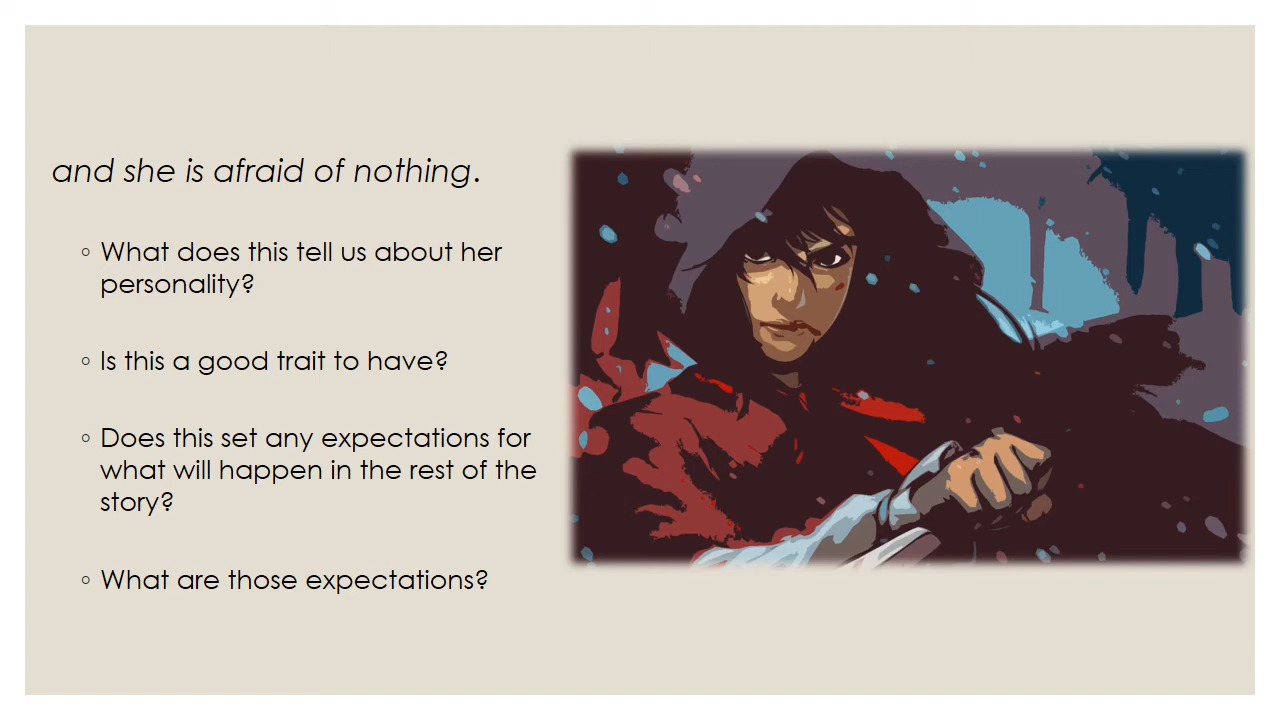 and she is afraid of nothing.
◦ What does this tell us about her
personality?
◦ Is this a good trait to have?
◦ Does this set any expectations for
what will happen in the rest of the
story?
◦ What are those expectations?